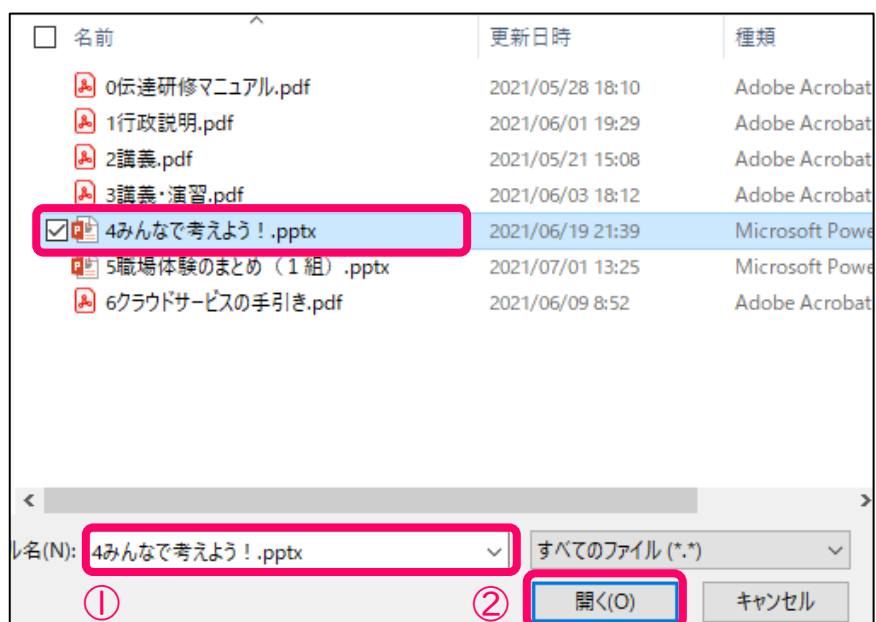 名前 更新日時 種類
0伝達研修マニュアル.pdf 2021/05/28 18:10 Adobe Acrobat
1行政説明.pdf 2021/06/01 19:29 Adobe Acrobat
2講義.pdf 2021/05/21 15:08 Adobe Acrobat
3講義・演習.pdf 2021/06/03 18:12 Adobe Acrobat
4みんなで考えよう！.pptx 2021/06/19 21:39 Microsoft Powe
5職場体験のまとめ（１組）.pptx 2021/07/01 13:25 Microsoft Powe
6クラウドサービスの手引き.pdf 2021/06/09 8:52 Adobe Acrobat
ル名(N): 4みんなで考えよう！.pptx すべてのファイル (*.*)
① ② 開く(O) キャンセル